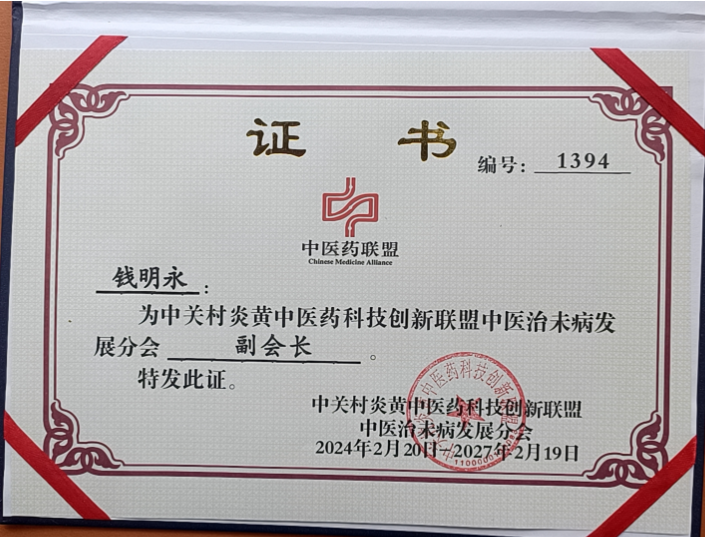 证 书
编号: 1394
中医药联盟
Chinese Medicine Alliance
钱明永:
为中关村炎黄中医药科技创新联盟中医治未病发
展分会 副会长 。
特发此证。
中关村炎黄中医药科技创新联盟
中医治未病发展分会
2024年2月20日-2027年2月19日